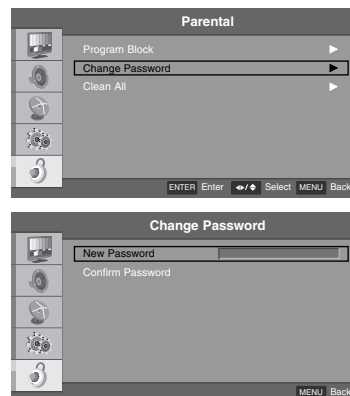 Parental
Program Block
Change Password
Clean All
ENTER Enter Select MENU Back
Change Password
New Password
Confirm Password
MENU Back